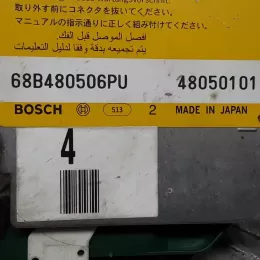 取り外す前にコネクタを抜いてください。
マニュアルの指示通りに正しく組み付けてください。
افصل الموصل قبل الفك.
يتم تجميعه بدقة وفقا لدليل التعليمات
68B480506PU 48050101
BOSCH 513 2 MADE IN JAPAN
4